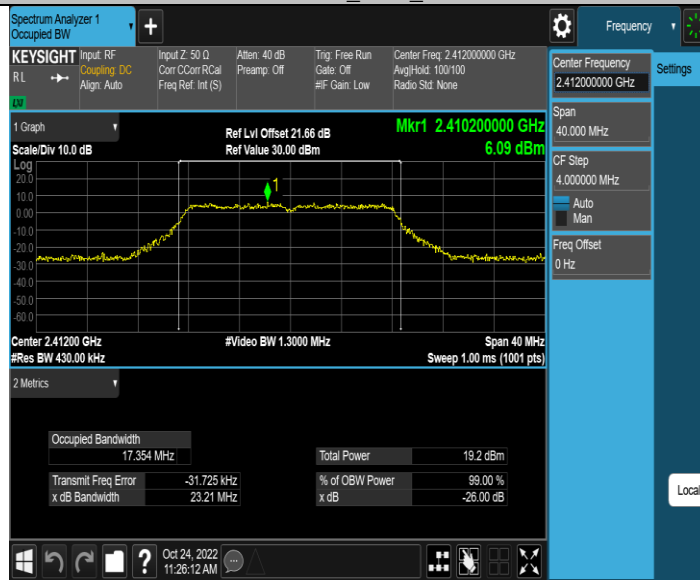 Spectrum Analyzer 1
Occupied BW
Frequency
KEYSIGHT
RL
Input: RF
Coupling: DC
Align: Auto
Input Z: 50 Ω
Corr CCorr RCal
Freq Ref: Int (S)
Atten: 40 dB
Preamp: Off
Trig: Free Run
Gate: Off
#IF Gain: Low
Center Freq: 2.412000000 GHz
Avg|Hold: 100/100
Radio Std: None
LXI
Center Frequency
2.412000000 GHz
Settings
Span
40.000 MHz
CF Step
4.000000 MHz
Auto
Man
Freq Offset
0 Hz
1 Graph
Scale/Div 10.0 dB
Ref Lvl Offset 21.66 dB
Ref Value 30.00 dBm
Mkr1 2.410200000 GHz
6.09 dBm
Log
20.0
10.0
0.00
-10.0
-20.0
-30.0
-40.0
-50.0
-60.0
1
Center 2.41200 GHz
#Res BW 430.00 kHz
#Video BW 1.3000 MHz
Span 40 MHz
Sweep 1.00 ms (1001 pts)
2 Metrics
Occupied Bandwidth
17.354 MHz
Total Power 19.2 dBm
Transmit Freq Error -31.725 kHz
% of OBW Power 99.00 %
x dB Bandwidth 23.21 MHz
x dB -26.00 dB
Local
Oct 24, 2022
11:26:12 AM